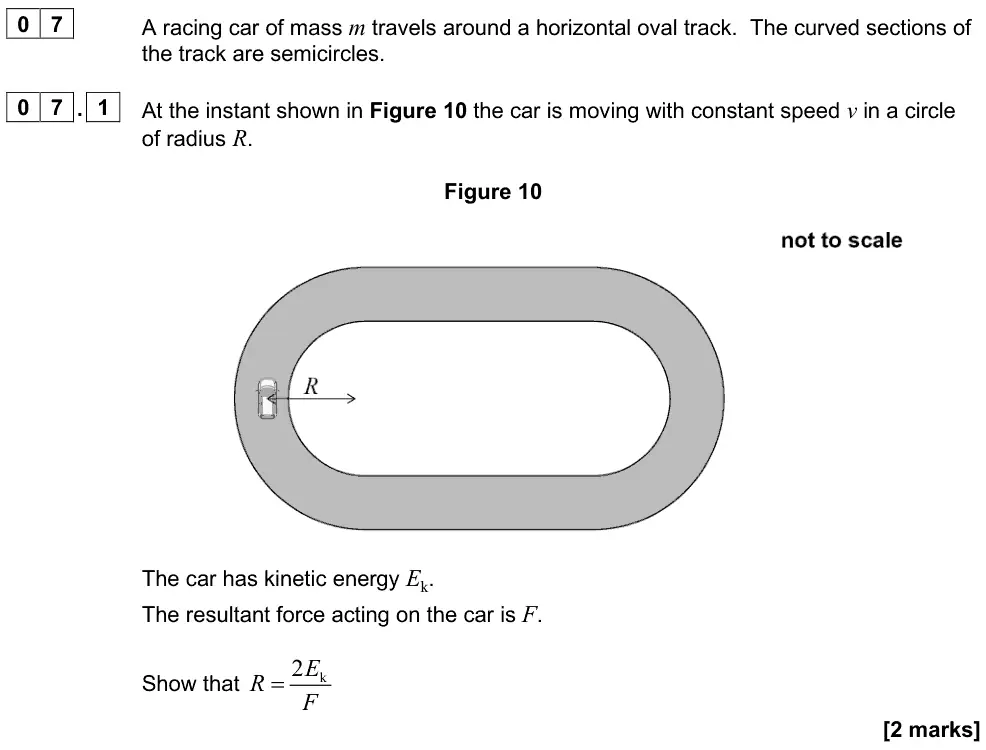 0 7 A racing car of mass m travels around a horizontal oval track. The curved sections of
the track are semicircles.
0 7 . 1 At the instant shown in Figure 10 the car is moving with constant speed v in a circle
of radius R.
Figure 10
not to scale
R
The car has kinetic energy Eₖ.
The resultant force acting on the car is F.
Show that R = 2Eₖ / F
[2 marks]